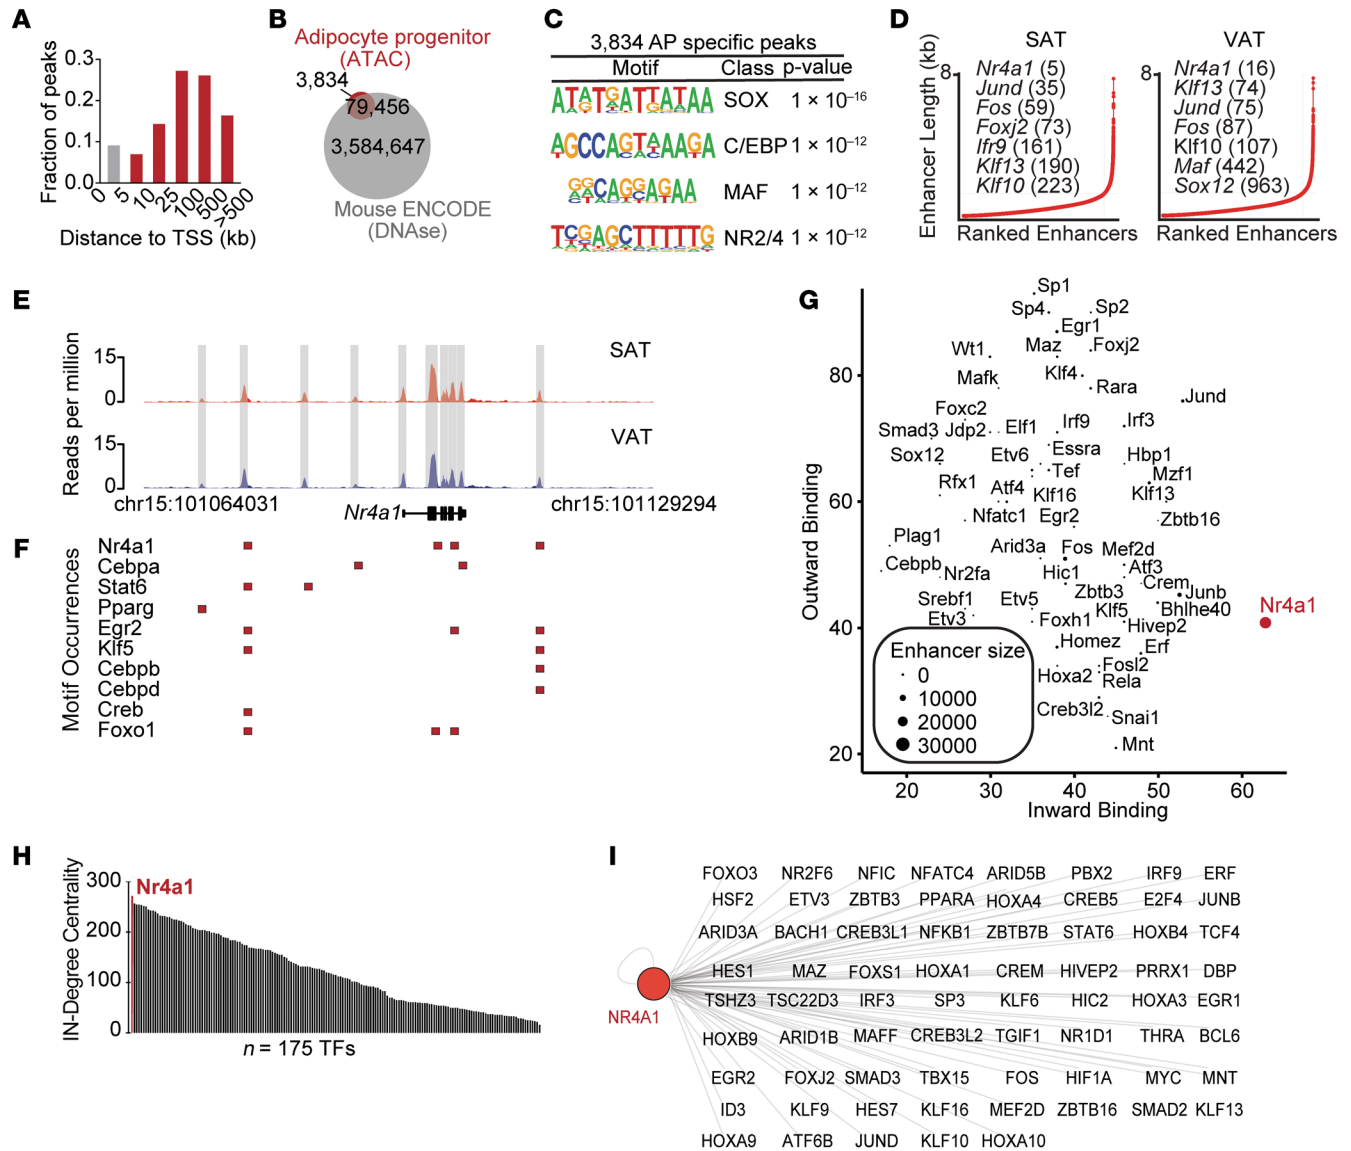 A
Fraction of peaks
0.3
0.2
0.1
0.0
0
5
10
25
100
500
>500
Distance to TSS (kb)
B
Adipocyte progenitor
(ATAC)
3,834
79,456
3,584,647
Mouse ENCODE
(DNAse)
C
3,834 AP specific peaks
Motif Class p-value
SOX 1 × 10–16
C/EBP 1 × 10–12
MAF 1 × 10–12
NR2/4 1 × 10–12
D
Enhancer Length (kb)
SAT
8
Nr4a1 (5)
Jund (35)
Fos (59)
Foxj2 (73)
Ifr9 (161)
Klf13 (190)
Klf10 (223)
Ranked Enhancers
VAT
8
Nr4a1 (16)
Klf13 (74)
Jund (75)
Fos (87)
Klf10 (107)
Maf (442)
Sox12 (963)
Ranked Enhancers
E
Reads per million
15
0
SAT
15
0
VAT
chr15:101064031
Nr4a1
chr15:101129294
F
Motif Occurrences
Nr4a1
Cebpa
Stat6
Pparg
Egr2
Klf5
Cebpb
Cebpd
Creb
Foxo1
G
Outward Binding
80
60
40
20
Sp1
Sp4 Sp2
Egr1
Wt1 Maz Foxj2
Mafk Klf4
Rara
Jund
Foxc2
Smad3 Jdp2 Elf1 Irf9 Irf3
Sox12 Etv6 Essra Hbp1
Tef Mzf1
Rfx1 Atf4 Klf16 Klf13
Nfatc1 Egr2 Zbtb16
Plag1
Arid3a Fos Mef2d
Cebpb Nr2fa Hic1 Atf3
Crem
Srebf1 Etv5 Zbtb3 Junb
Etv3 Foxh1 Klf5 Bhlhe40
Nr4a1
Hivep2
Homez Erf
Hoxa2 Fosl2
Rela
Creb3l2 Snai1
Mnt
Enhancer size
0
10000
20000
30000
20 30 40 50 60
Inward Binding
H
IN-Degree Centrality
300
200
100
0
Nr4a1
n = 175 TFs
I
NR4A1
FOXO3 NR2F6 NFIC NFATC4 ARID5B PBX2 IRF9 ERF
HSF2 ETV3 ZBTB3 PPARA HOXA4 CREB5 E2F4 JUNB
ARID3A BACH1 CREB3L1 NFKB1 ZBTB7B STAT6 HOXB4 TCF4
HES1 MAZ FOXS1 HOXA1 CREM HIVEP2 PRRX1 DBP
TSHZ3 TSC22D3 IRF3 SP3 KLF6 HIC2 HOXA3 EGR1
HOXB9 ARID1B MAFF CREB3L2 TGIF1 NR1D1 THRA BCL6
EGR2 FOXJ2 SMAD3 TBX15 FOS HIF1A MYC MNT
ID3 KLF9 HES7 KLF16 MEF2D ZBTB16 SMAD2 KLF13
HOXA9 ATF6B JUND KLF10 HOXA10